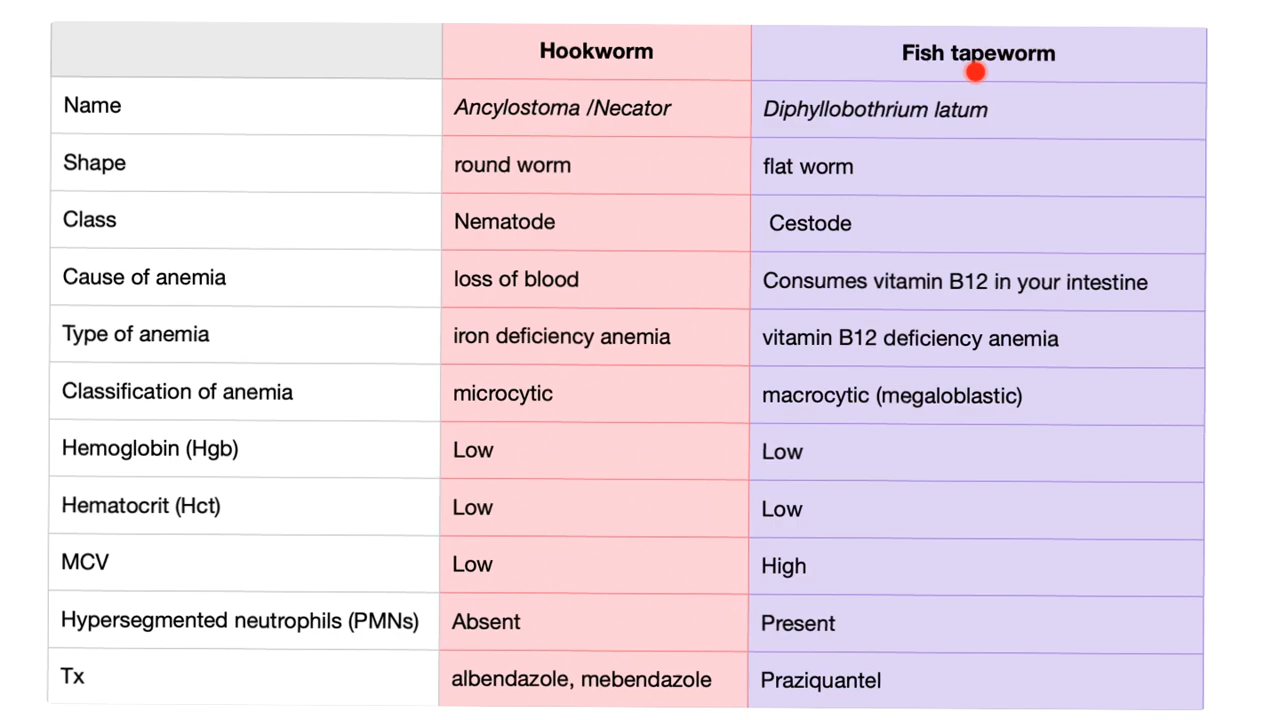 Hookworm Fish tapeworm
Name Ancylostoma /Necator Diphyllobothrium latum
Shape round worm flat worm
Class Nematode Cestode
Cause of anemia loss of blood Consumes vitamin B12 in your intestine
Type of anemia iron deficiency anemia vitamin B12 deficiency anemia
Classification of anemia microcytic macrocytic (megaloblastic)
Hemoglobin (Hgb) Low Low
Hematocrit (Hct) Low Low
MCV Low High
Hypersegmented neutrophils (PMNs) Absent Present
Tx albendazole, mebendazole Praziquantel